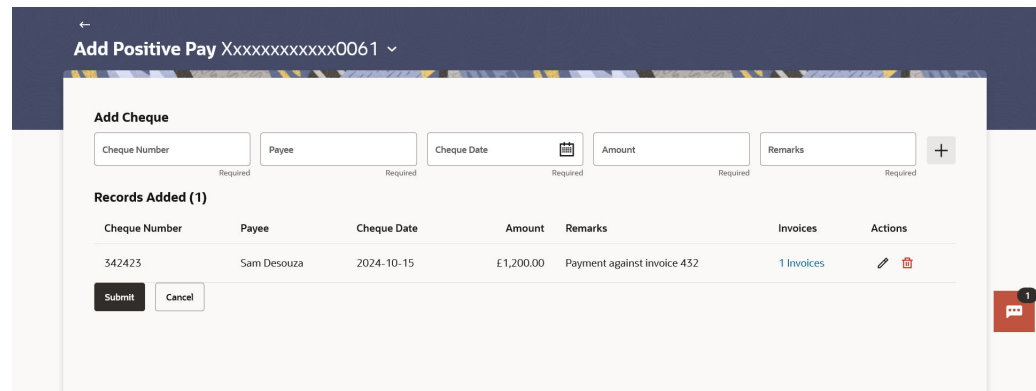 Add Positive Pay Xxxxxxxxxxxx0061
Add Cheque
Cheque Number Payee Cheque Date Amount Remarks
Required Required Required Required Required
Records Added (1)
Cheque Number Payee Cheque Date Amount Remarks Invoices Actions
342423 Sam Desouza 2024-10-15 £1,200.00 Payment against invoice 432 1 Invoices
Submit Cancel
1